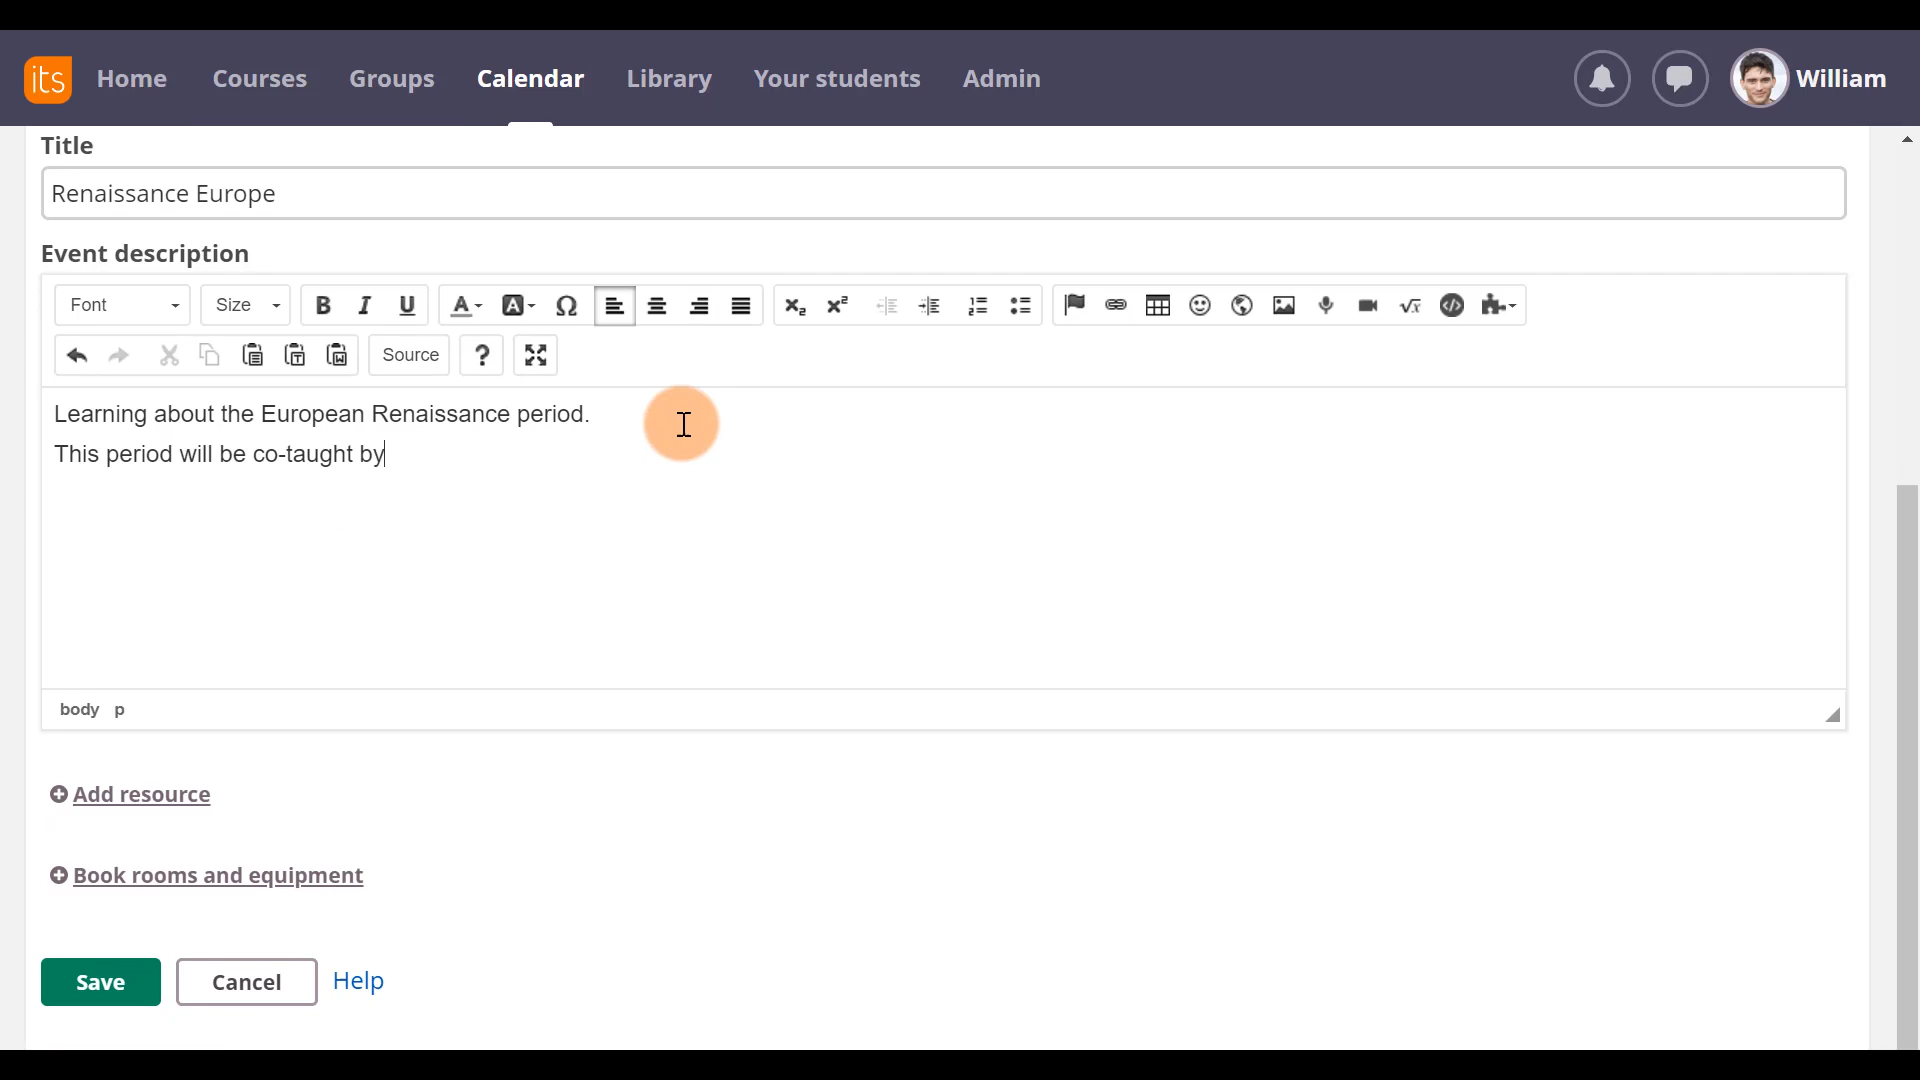 its Home Courses Groups Calendar Library Your students Admin William
Title
Renaissance Europe
Event description
Font Size B I U A A Ω
Source ?
Learning about the European Renaissance period.
This period will be co-taught by
body p
Add resource
Book rooms and equipment
Save Cancel Help